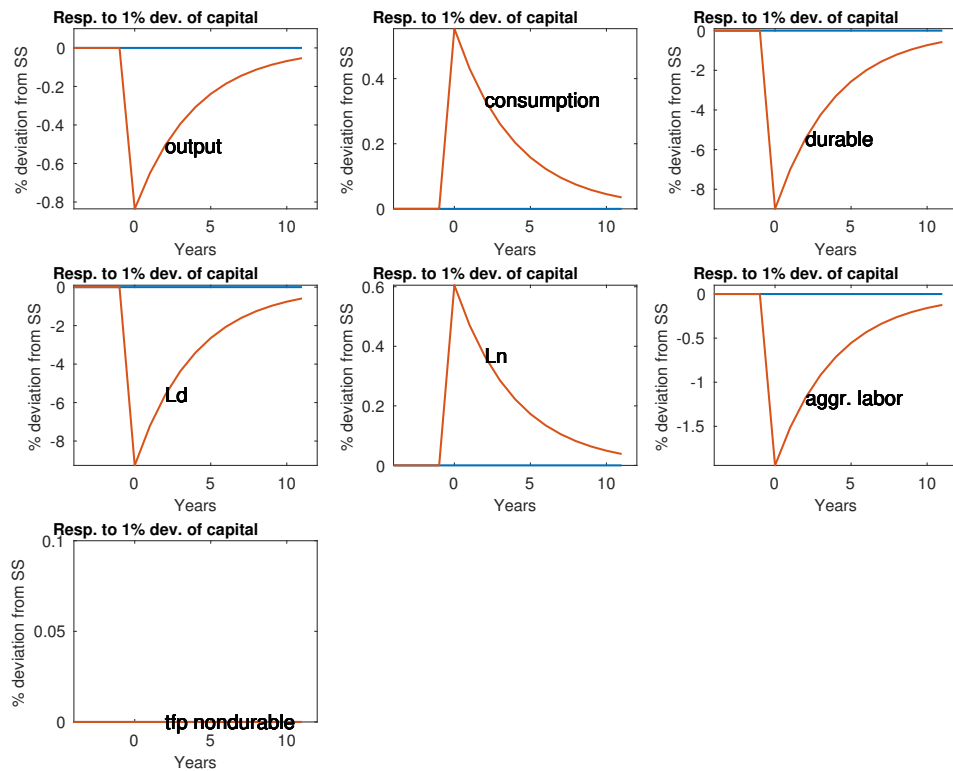 Resp. to 1% dev. of capital
% deviation from SS
0
-0.2
-0.4
-0.6
-0.8
output
0
5
10
Years
Resp. to 1% dev. of capital
% deviation from SS
0.4
0.2
0
consumption
0
5
10
Years
Resp. to 1% dev. of capital
% deviation from SS
0
-2
-4
-6
-8
durable
0
5
10
Years
Resp. to 1% dev. of capital
% deviation from SS
0
-2
-4
-6
-8
Ld
0
5
10
Years
Resp. to 1% dev. of capital
% deviation from SS
0.6
0.4
0.2
0
Ln
0
5
10
Years
Resp. to 1% dev. of capital
% deviation from SS
0
-0.5
-1
-1.5
aggr. labor
0
5
10
Years
Resp. to 1% dev. of capital
% deviation from SS
0.1
0.05
0
tfp nondurable
0
5
10
Years